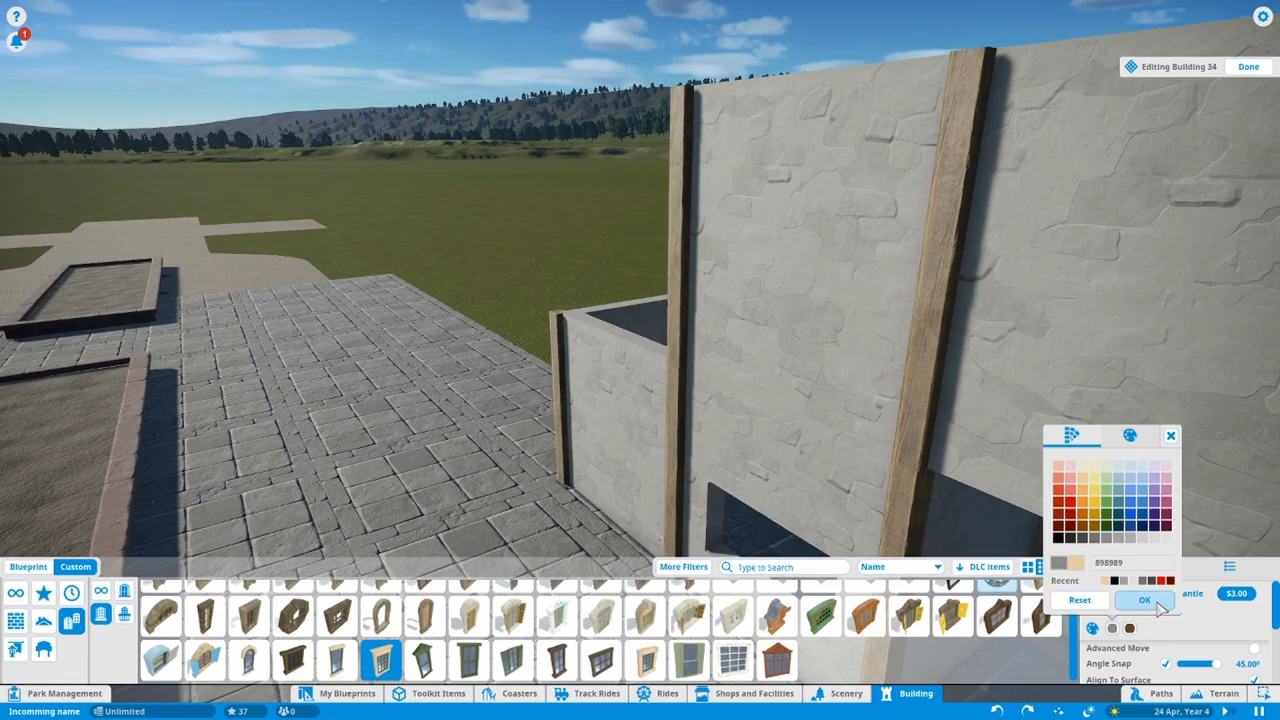 ?
1
Editing Building 34 Done
898989
Recent
Reset OK
Blueprint Custom
More Filters Type to Search Name DLC Items
antle $3.00
Advanced Move
Angle Snap 45.00°
Align To Surface
Park Management My Blueprints Toolkit Items Coasters Track Rides Rides Shops and Facilities Scenery Building Paths Terrain
Incoming name Unlimited 37 0 24 Apr, Year 4